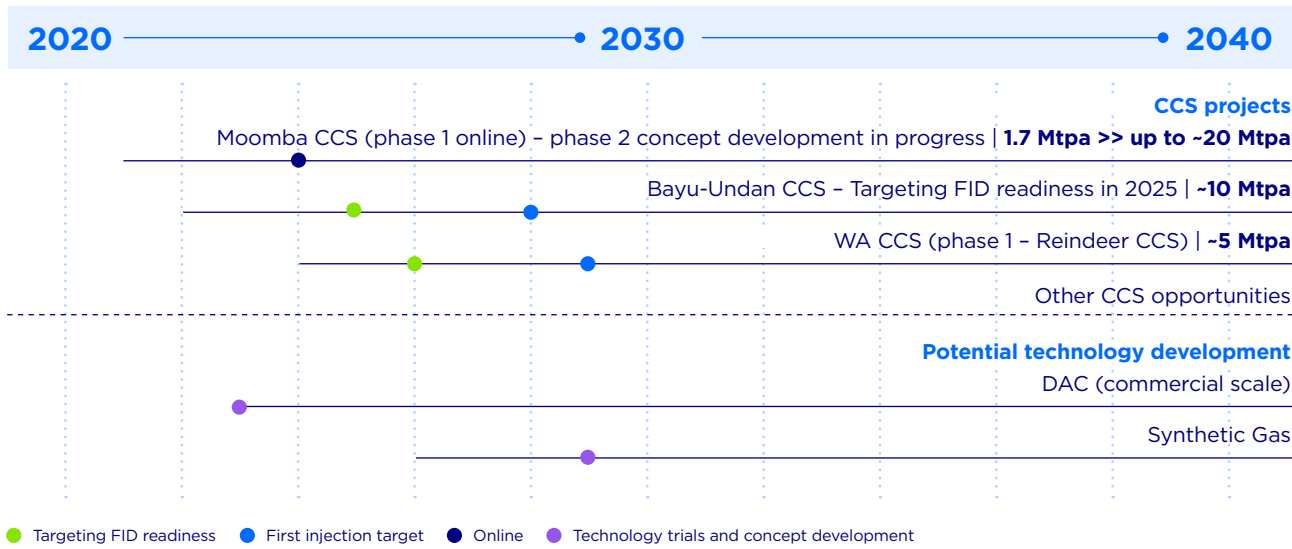 2020 2030 2040
CCS projects
Moomba CCS (phase 1 online) – phase 2 concept development in progress | 1.7 Mtpa >> up to ~20 Mtpa
Bayu-Undan CCS – Targeting FID readiness in 2025 | ~10 Mtpa
WA CCS (phase 1 – Reindeer CCS) | ~5 Mtpa
Other CCS opportunities
Potential technology development
DAC (commercial scale)
Synthetic Gas
Targeting FID readiness First injection target Online Technology trials and concept development